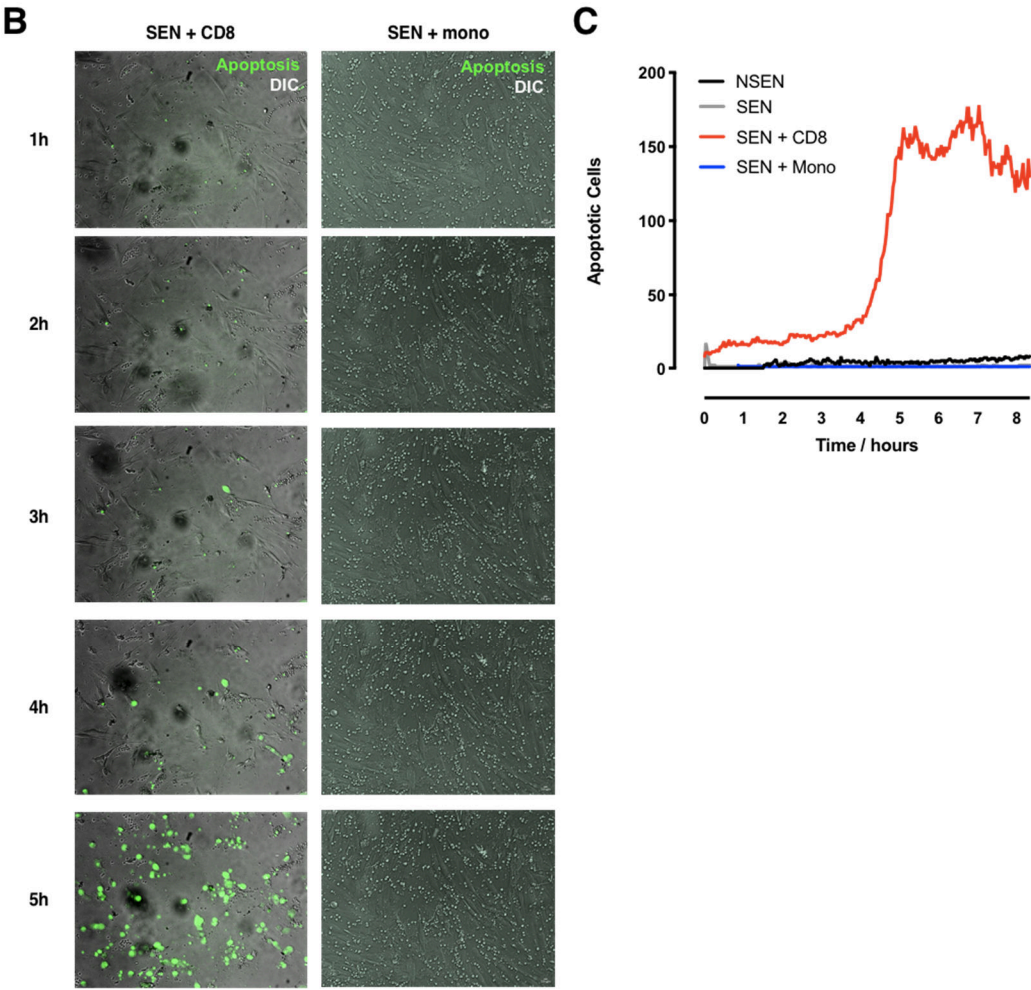 B
SEN + CD8
SEN + mono
Apoptosis
DIC
Apoptosis
DIC
1h
2h
3h
4h
5h
C
200
150
100
50
0
Apoptotic Cells
NSEN
SEN
SEN + CD8
SEN + Mono
0 1 2 3 4 5 6 7 8
Time / hours